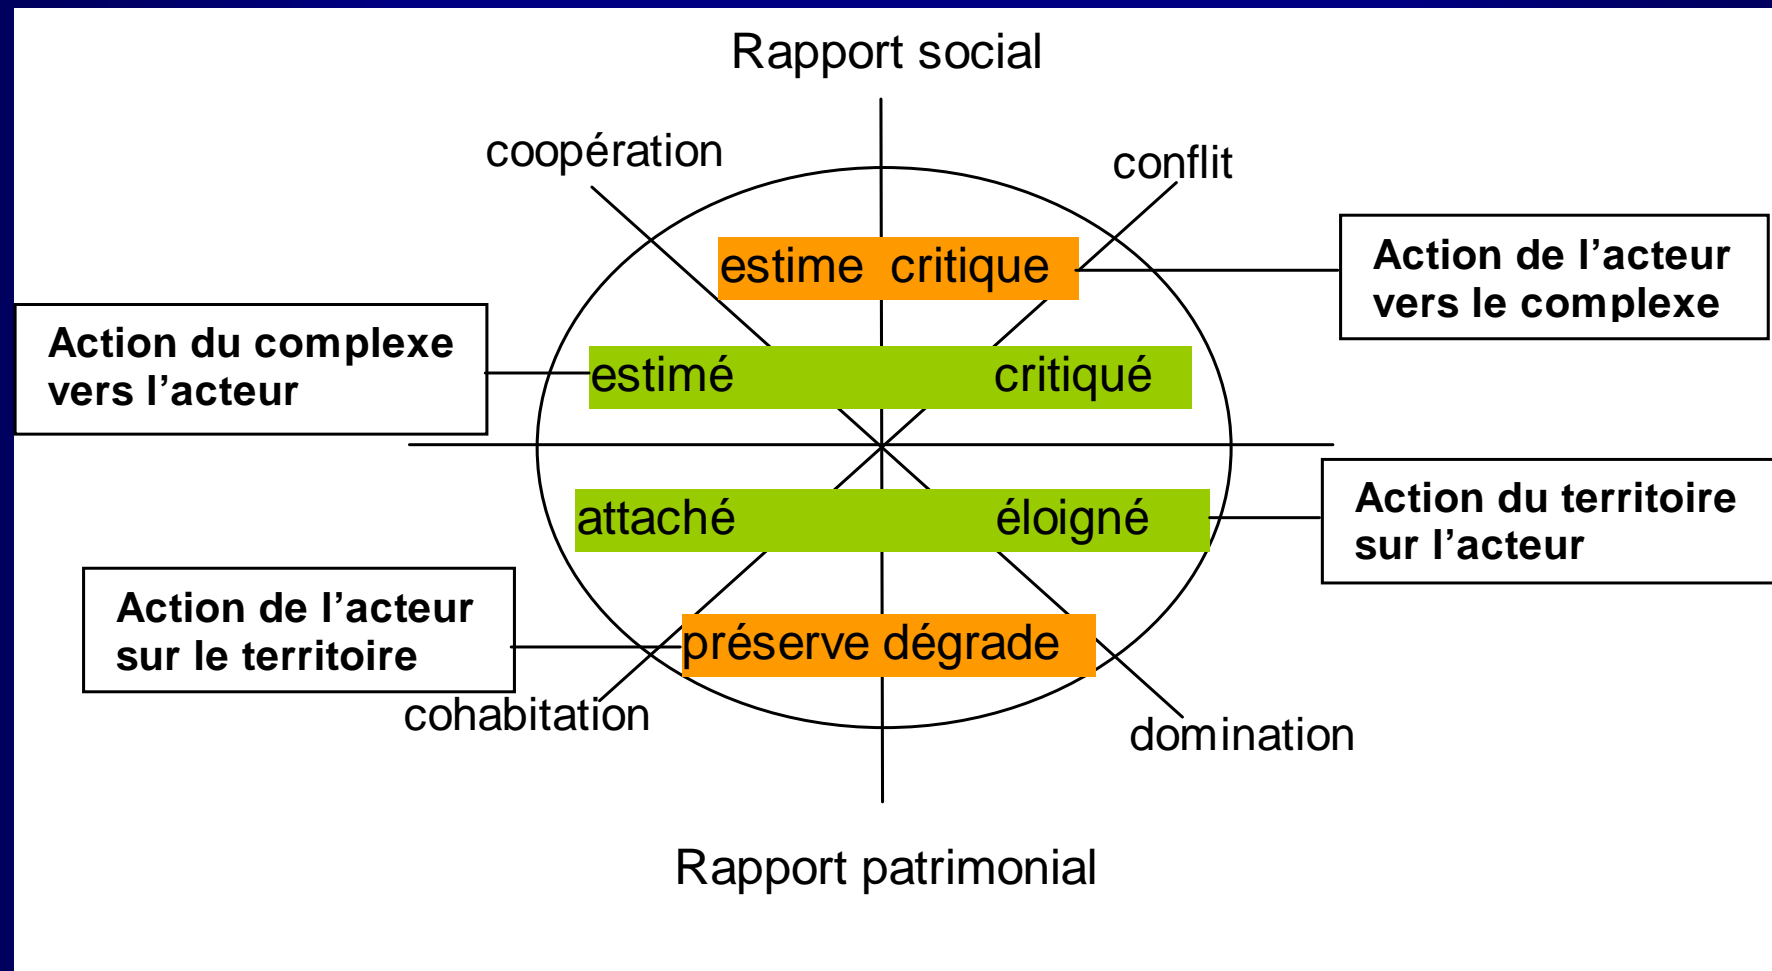 Rapport social
coopération
conflit
estime critique
Action de l’acteur
vers le complexe
Action du complexe
vers l’acteur
estimé critiqué
attaché éloigné
Action du territoire
sur l’acteur
Action de l’acteur
sur le territoire
préserve dégrade
cohabitation
domination
Rapport patrimonial